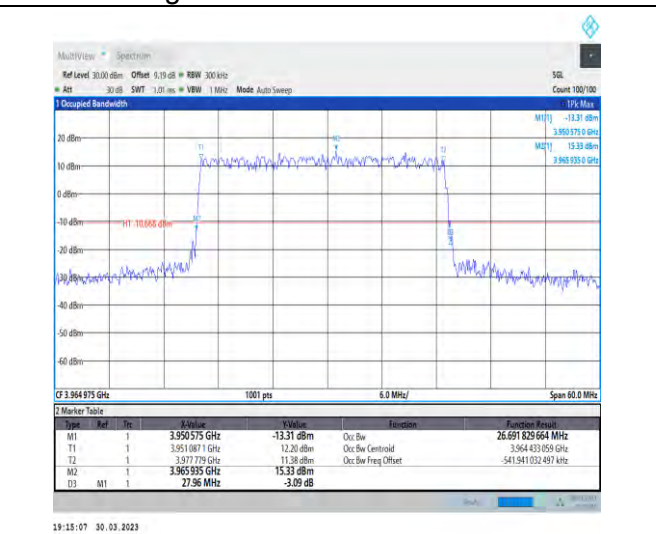 MultiView Spectrum
Ref Level 30.00 dBm Offset 9.19 dB RBW 300 kHz SGL
Att 30 dB SWT 1.01 ms VBW 1 MHz Mode Auto Sweep Count 100/100
1 Occupied Bandwidth 1Pk Max
M1[1] -13.31 dBm
3.950 575 0 GHz
M2[1] 15.33 dBm
3.965 935 0 GHz
20 dBm
T1 M2 T2
10 dBm
0 dBm
-10 dBm
H1 -10.668 dBm
M1
-20 dBm
-30 dBm
-40 dBm
-50 dBm
-60 dBm
CF 3.964 975 GHz 1001 pts 6.0 MHz/ Span 60.0 MHz
2 Marker Table
Type Ref Trc X-Value Y-Value Function Function Result
M1 1 3.950 575 GHz -13.31 dBm Occ Bw 26.691 829 664 MHz
T1 1 3.951 087 1 GHz 12.20 dBm Occ Bw Centroid 3.964 433 059 GHz
T2 1 3.977 779 GHz 11.38 dBm Occ Bw Freq Offset -541.941 032 497 kHz
M2 1 3.965 935 GHz 15.33 dBm
D3 M1 1 27.96 MHz -3.09 dB
19:15:07 30.03.2023